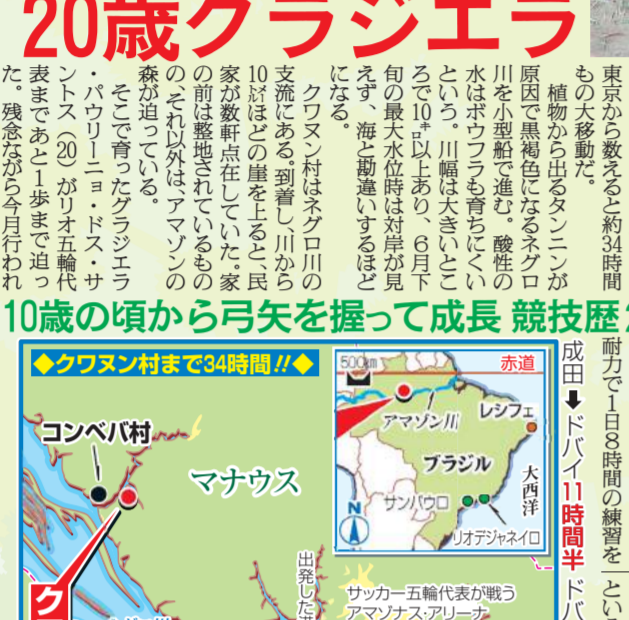 20歳クラジエラ
東京から数えると約34時間
もの大移動だ。
植物から出るタンニンが
原因で黒褐色になるネグロ
川を小型船で進む。酸性の
水はボウフラも育ちにくい
という。川幅は大きいとこ
ろで10㌔以上あり、6月下
旬の最大水位時は対岸が見
えず、海と勘違いするほど
になる。
クワヌン村はネグロ川の
支流にある。到着し、川から
10㍍ほどの崖を上ると、民
家が数軒点在していた。家
の前は整地されているもの
の、それ以外は、アマゾンの
森が迫っている。
そこで育ったグラジエラ
・パウリーニョ・ドス・サ
ントス（20）がリオ五輪代
表まであと1歩まで迫っ
た。残念ながら今月行われ
10歳の頃から弓矢を握って成長 競技歴
耐力で1日8時間の練習を
とい
成田➡ドバイ11時間半
ドバ
◆クワヌン村まで34時間!!◆
コンベバ村
マナウス
500㎞
赤道
アマゾン川
レシフェ
ブラジル
大西洋
サンパウロ
リオデジャネイロ
N
N
ク
出発した港
サッカー五輪代表が戦う
アマゾナス・アリーナ